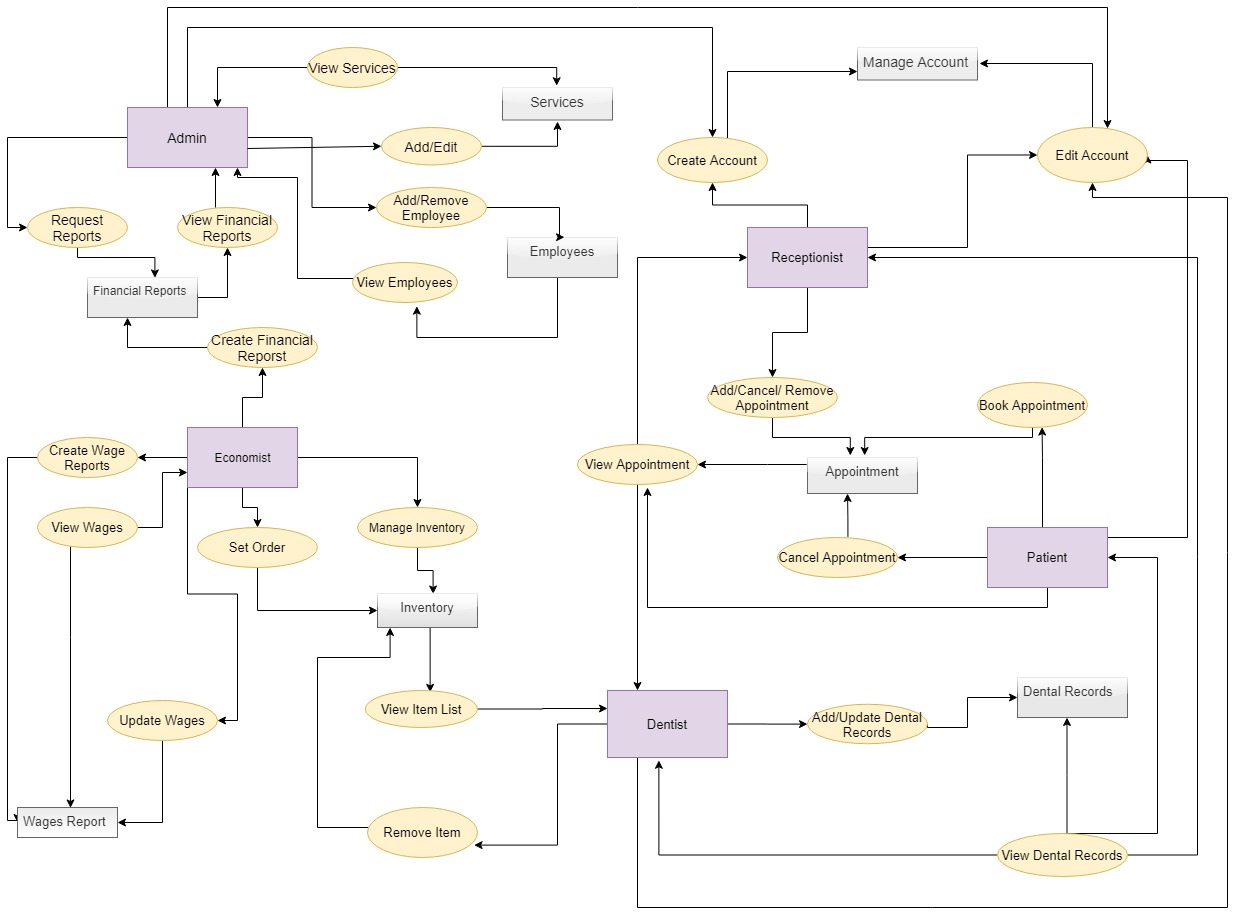 View Services
Manage Account
Services
Admin
Add/Edit
Create Account
Edit Account
Add/Remove
Employee
Request
Reports
View Financial
Reports
Employees
Receptionist
View Employees
Financial Reports
Create Financial
Reporst
Add/Cancel/ Remove
Appointment
Book Appointment
Create Wage
Reports
Economist
View Appointment
Appointment
View Wages
Set Order
Manage Inventory
Cancel Appointment
Patient
Inventory
View Item List
Dental Records
Update Wages
Dentist
Add/Update Dental
Records
Wages Report
Remove Item
View Dental Records